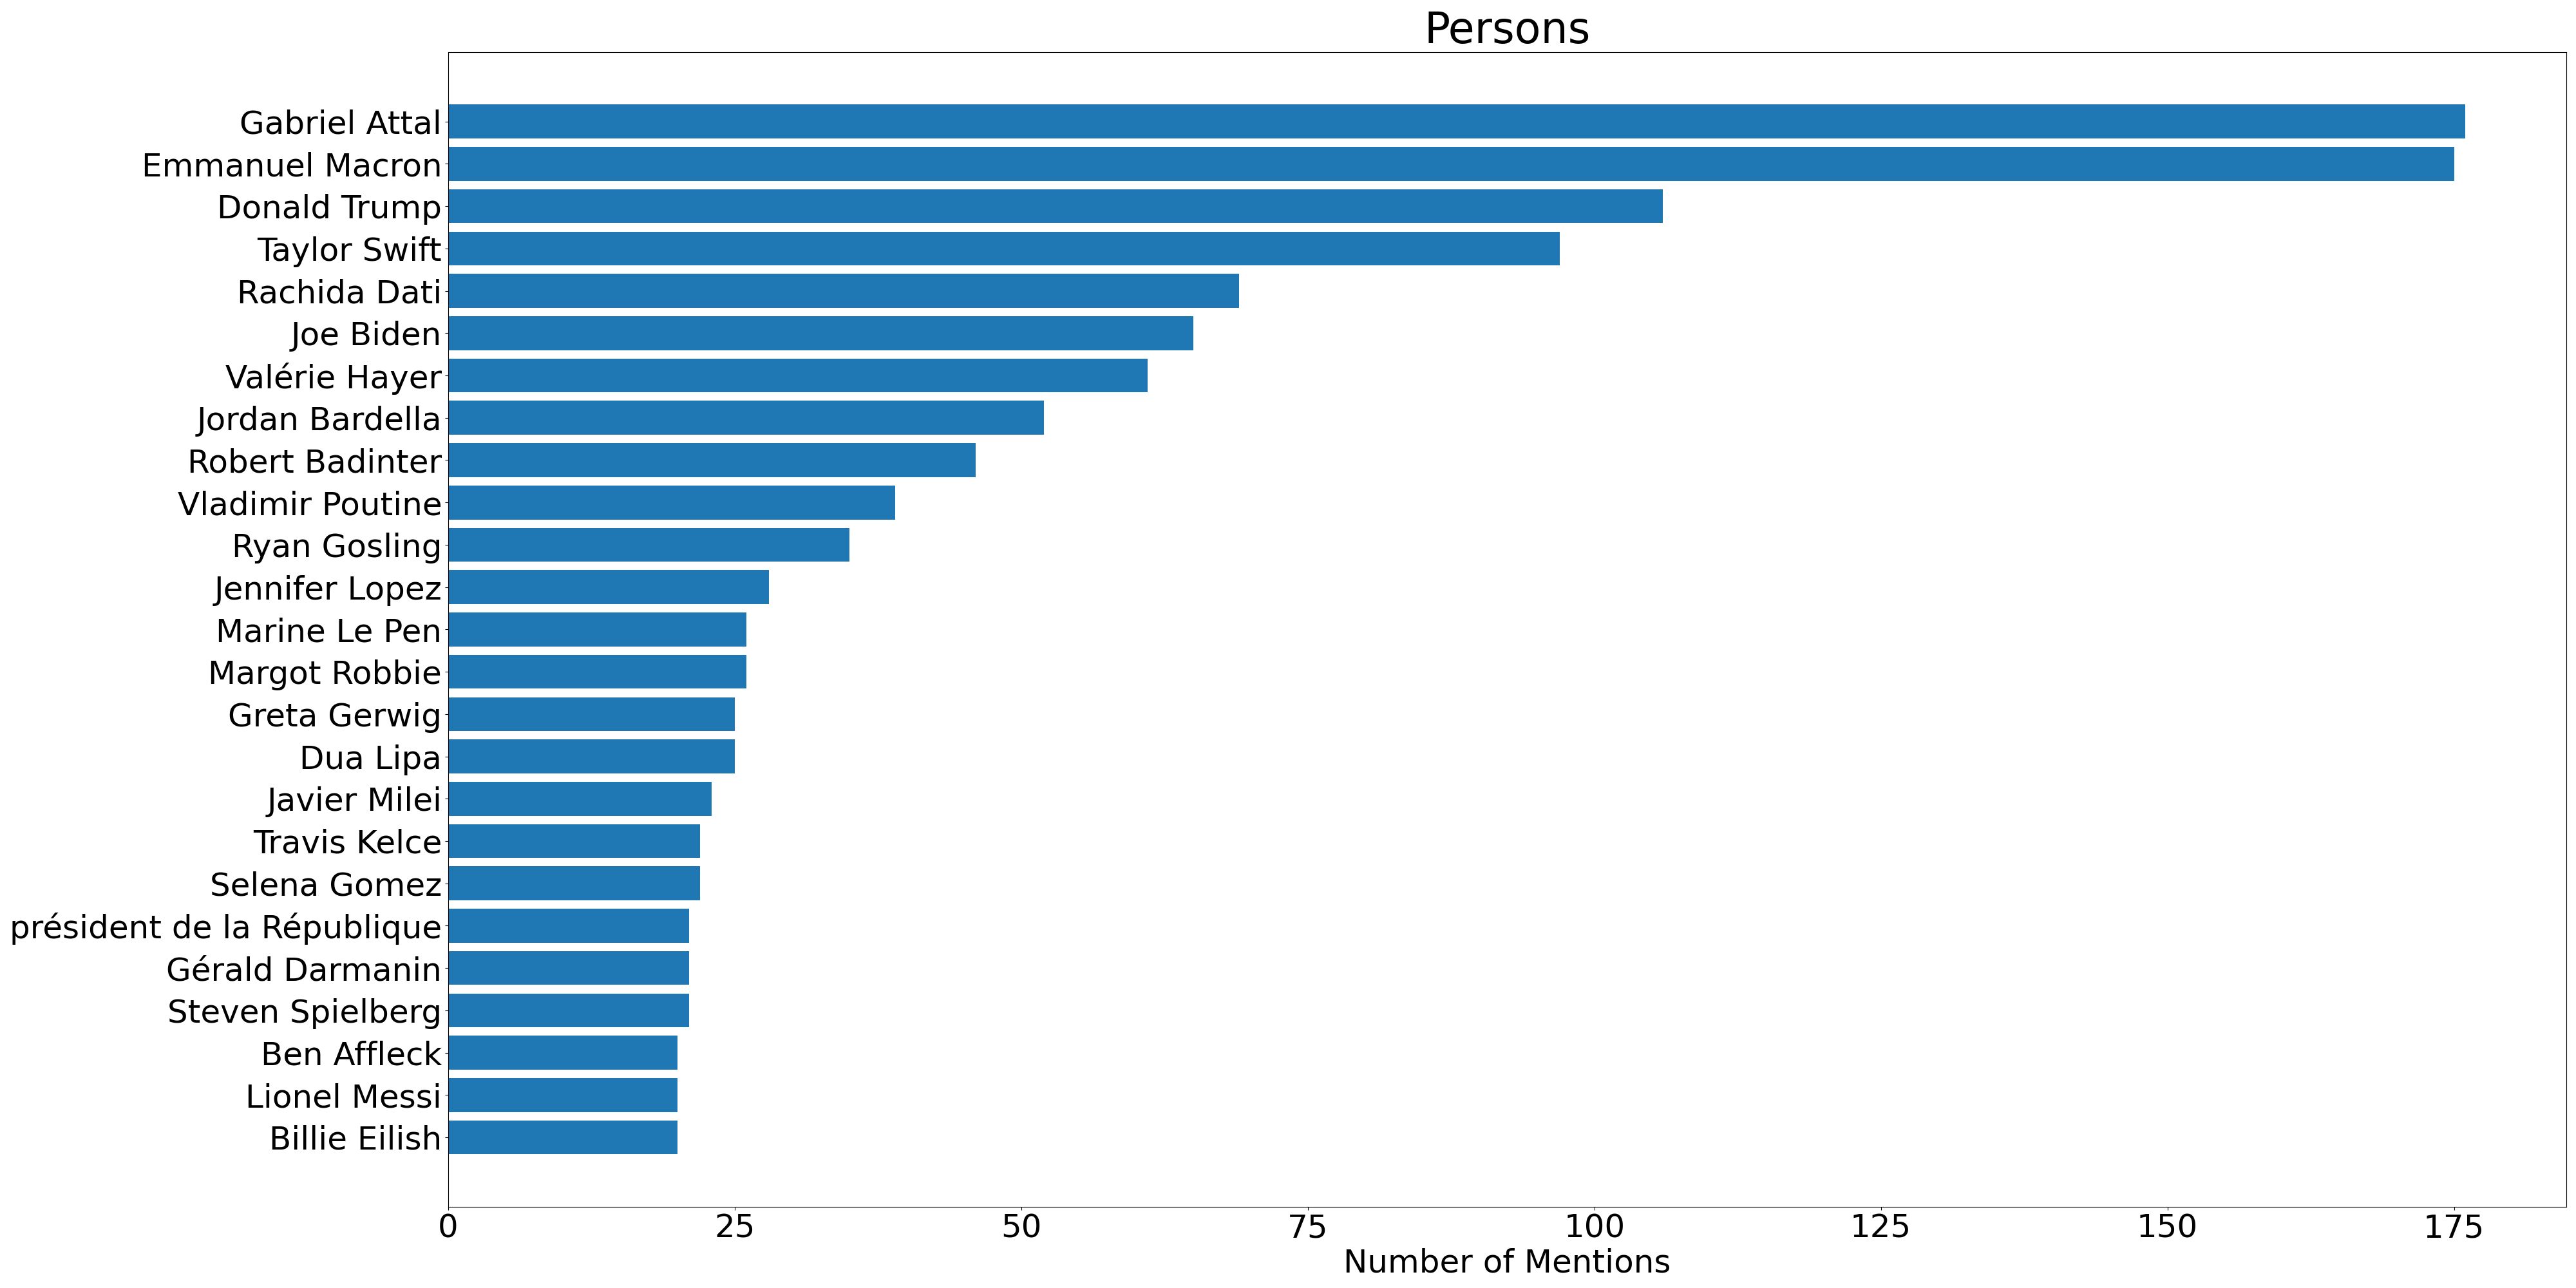 Persons
Gabriel Attal
Emmanuel Macron
Donald Trump
Taylor Swift
Rachida Dati
Joe Biden
Valérie Hayer
Jordan Bardella
Robert Badinter
Vladimir Poutine
Ryan Gosling
Jennifer Lopez
Marine Le Pen
Margot Robbie
Greta Gerwig
Dua Lipa
Javier Milei
Travis Kelce
Selena Gomez
président de la République
Gérald Darmanin
Steven Spielberg
Ben Affleck
Lionel Messi
Billie Eilish
0 25 50 75 100 125 150 175
Number of Mentions